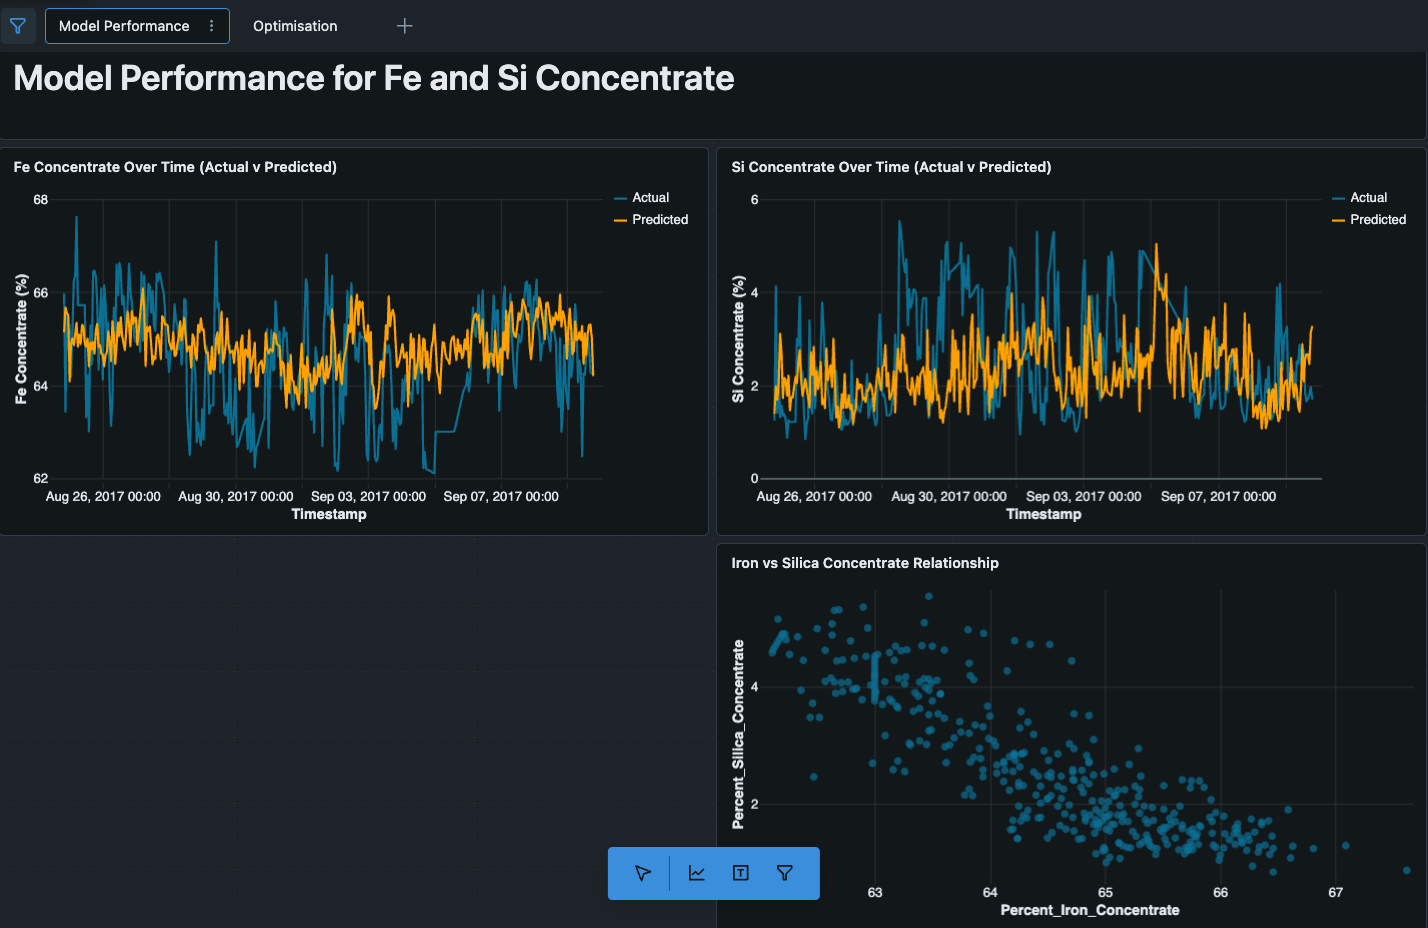 Model Performance
Optimisation
Model Performance for Fe and Si Concentrate
Fe Concentrate Over Time (Actual v Predicted)
Actual
Predicted
Fe Concentrate (%)
68
66
64
62
Aug 26, 2017 00:00 Aug 30, 2017 00:00 Sep 03, 2017 00:00 Sep 07, 2017 00:00
Timestamp
Si Concentrate Over Time (Actual v Predicted)
Actual
Predicted
Si Concentrate (%)
6
4
2
0
Aug 26, 2017 00:00 Aug 30, 2017 00:00 Sep 03, 2017 00:00 Sep 07, 2017 00:00
Timestamp
Iron vs Silica Concentrate Relationship
Percent_Silica_Concentrate
4
2
63 64 65 66 67
Percent_Iron_Concentrate
T